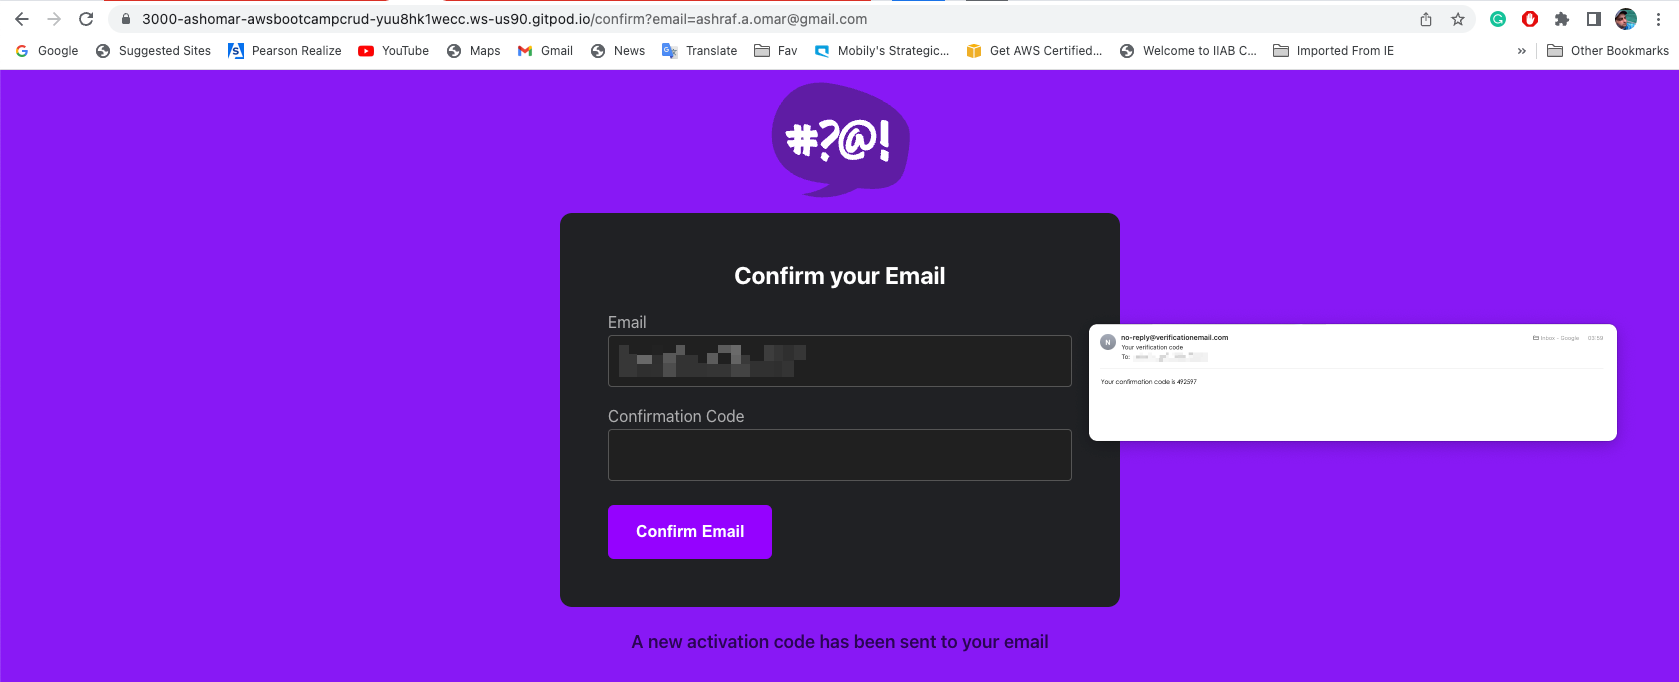 3000-ashomar-awsbootcampcrud-yuu8hk1wecc.ws-us90.gitpod.io/confirm?email=ashraf.a.omar@gmail.com
Google Suggested Sites Pearson Realize YouTube Maps Gmail News Translate Fav Mobily's Strategic... Get AWS Certified... Welcome to IIAB C... Imported From IE » Other Bookmarks
#?@!
Confirm your Email
Email
Confirmation Code
Confirm Email
A new activation code has been sent to your email
N
no-reply@verificationemail.com
Inbox - Google 03:59
Your verification code
To:
Your confirmation code is 492597